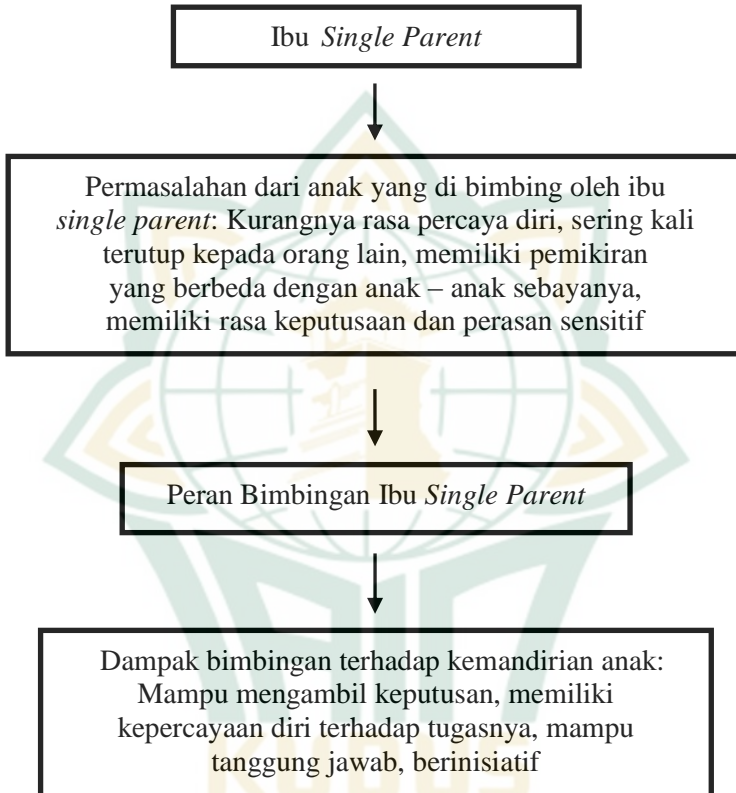 Ibu Single Parent
Permasalahan dari anak yang di bimbing oleh ibu
single parent: Kurangnya rasa percaya diri, sering kali
terutup kepada orang lain, memiliki pemikiran
yang berbeda dengan anak – anak sebayanya,
memiliki rasa keputusaan dan perasan sensitif
Peran Bimbingan Ibu Single Parent
Dampak bimbingan terhadap kemandirian anak:
Mampu mengambil keputusan, memiliki
kepercayaan diri terhadap tugasnya, mampu
tanggung jawab, berinisiatif
KUDUS